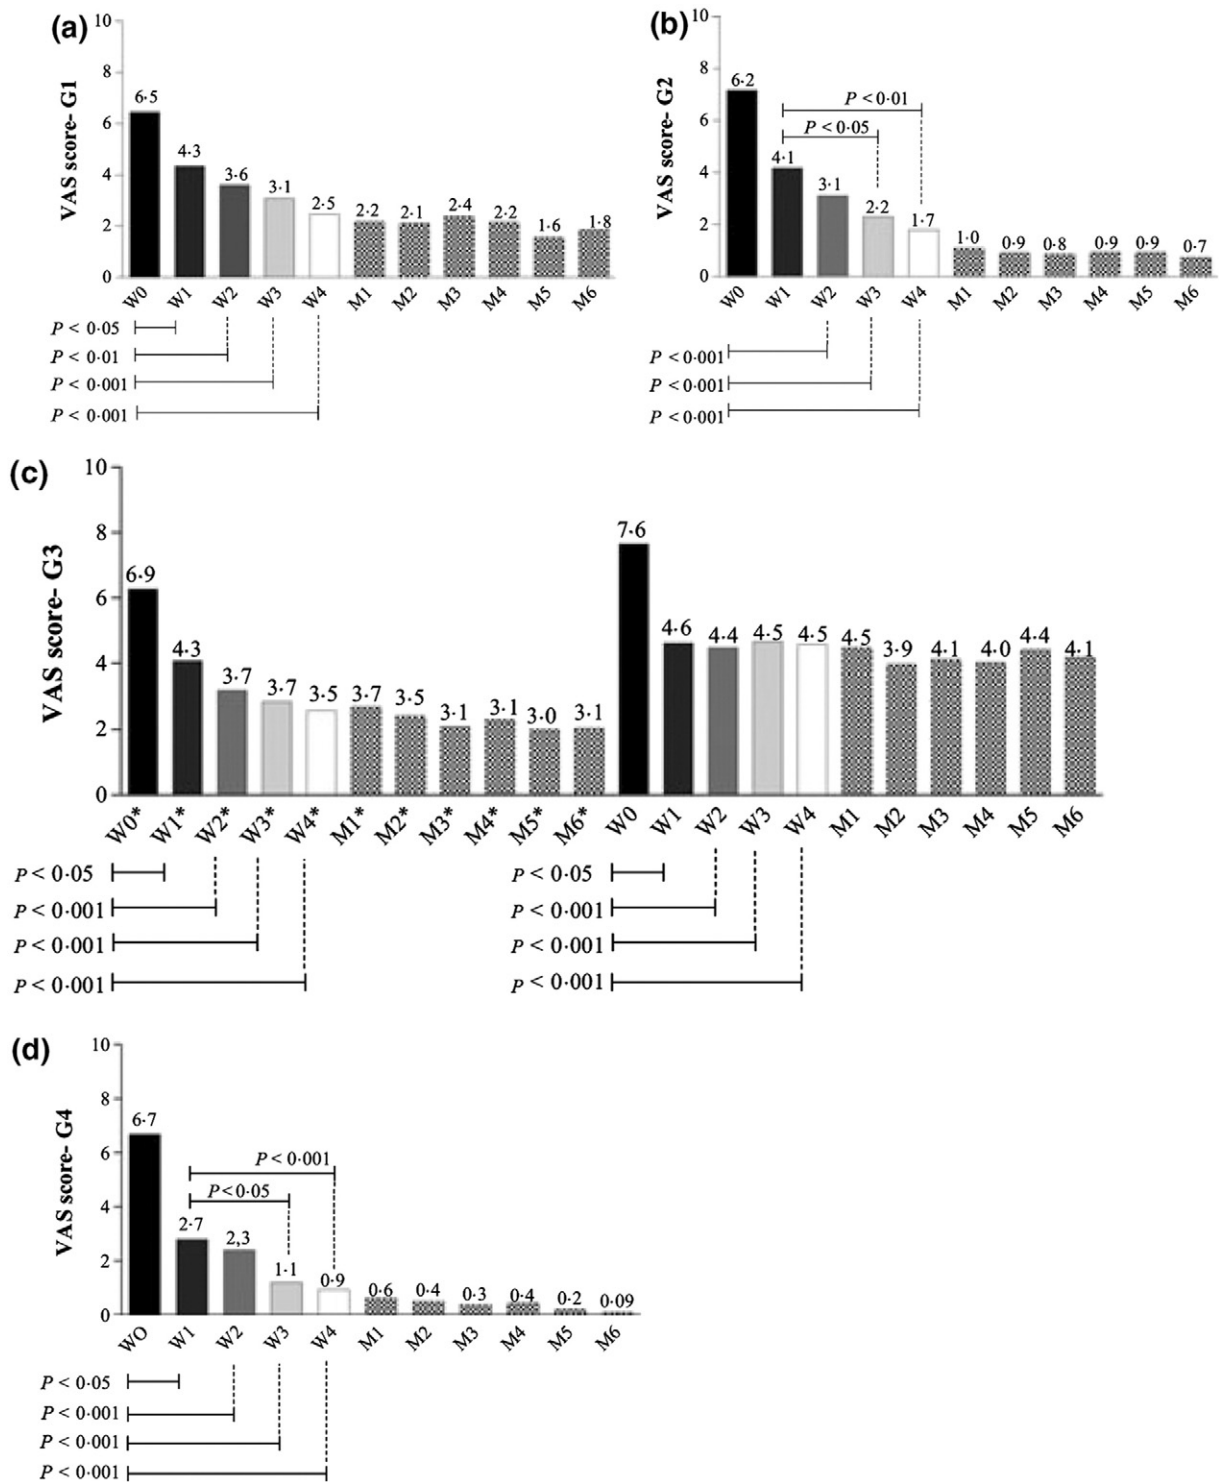 (a)
VAS score- G1
10
8
6
4
2
0
6·5
4·3
3·6
3·1
2·5
2·2
2·1
2·4
2·2
1·6
1·8
W0 W1 W2 W3 W4 M1 M2 M3 M4 M5 M6
P < 0·05
P < 0·01
P < 0·001
P < 0·001
(b)
VAS score- G2
10
8
6
4
2
0
6·2
4·1
3·1
2·2
1·7
1·0
0·9
0·8
0·9
0·9
0·7
P < 0·01
P < 0·05
W0 W1 W2 W3 W4 M1 M2 M3 M4 M5 M6
P < 0·001
P < 0·001
P < 0·001
(c)
VAS score- G3
10
8
6
4
2
0
6·9
4·3
3·7
3·7
3·5
3·7
3·5
3·1
3·1
3·0
3·1
7·6
4·6
4·4
4·5
4·5
4·5
3·9
4·1
4·0
4·4
4·1
W0* W1* W2* W3* W4* M1* M2* M3* M4* M5* M6* W0 W1 W2 W3 W4 M1 M2 M3 M4 M5 M6
P < 0·05
P < 0·001
P < 0·001
P < 0·001
P < 0·05
P < 0·001
P < 0·001
P < 0·001
(d)
VAS score- G4
10
8
6
4
2
0
6·7
2·7
2,3
1·1
0·9
0·6
0·4
0·3
0·4
0·2
0·09
P < 0·001
P < 0·05
WO W1 W2 W3 W4 M1 M2 M3 M4 M5 M6
P < 0·05
P < 0·001
P < 0·001
P < 0·001